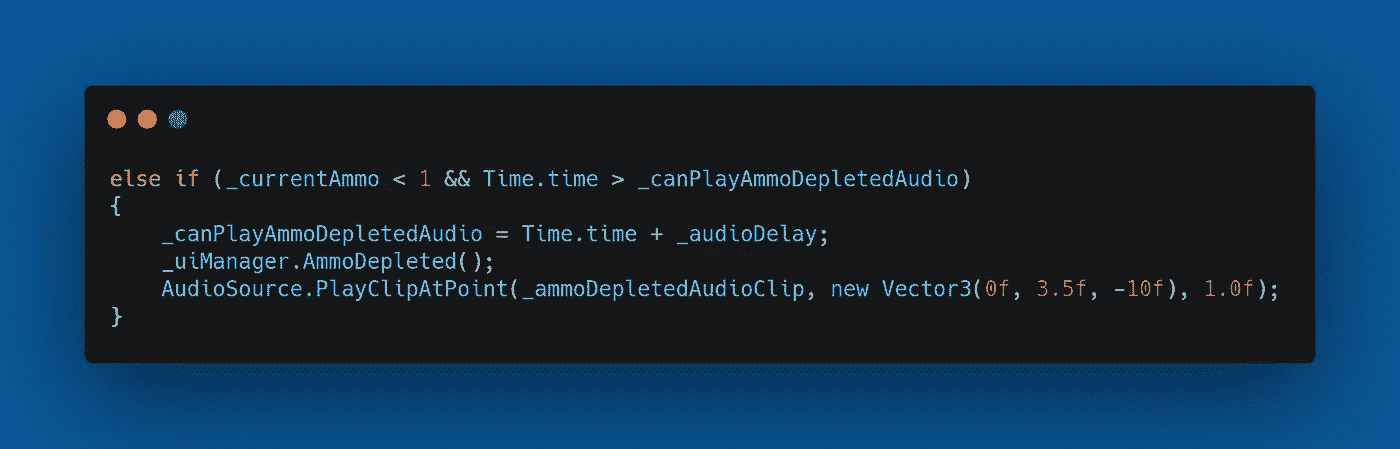 else if (_currentAmmo < 1 && Time.time > _canPlayAmmoDepletedAudio)
{
    _canPlayAmmoDepletedAudio = Time.time + _audioDelay;
    _uiManager.AmmoDepleted();
    AudioSource.PlayClipAtPoint(_ammoDepletedAudioClip, new Vector3(0f, 3.5f, -10f), 1.0f);
}